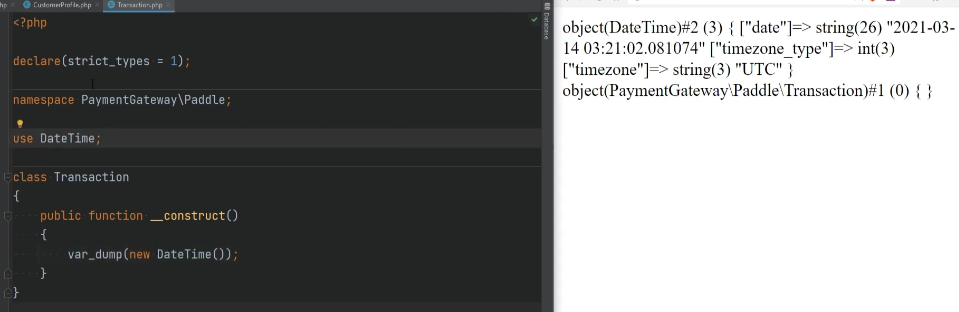 hp CustomerProfile.php Transaction.php
<?php
declare(strict_types = 1);
namespace PaymentGateway\Paddle;
use DateTime;
class Transaction
{
public function __construct()
{
var_dump(new DateTime());
}
}
Database
object(DateTime)#2 (3) { ["date"]=> string(26) "2021-03-
14 03:21:02.081074" ["timezone_type"]=> int(3)
["timezone"]=> string(3) "UTC" }
object(PaymentGateway\Paddle\Transaction)#1 (0) { }